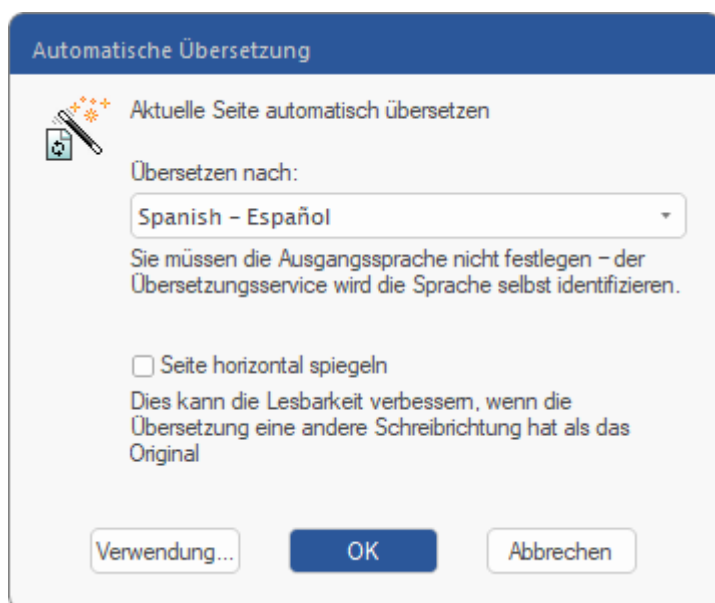 Automatische Übersetzung
Aktuelle Seite automatisch übersetzen
Übersetzen nach:
Spanish – Español
Sie müssen die Ausgangssprache nicht festlegen – der
Übersetzungsservice wird die Sprache selbst identifizieren.
Seite horizontal spiegeln
Dies kann die Lesbarkeit verbessern, wenn die
Übersetzung eine andere Schreibrichtung hat als das
Original
Verwendung... OK Abbrechen